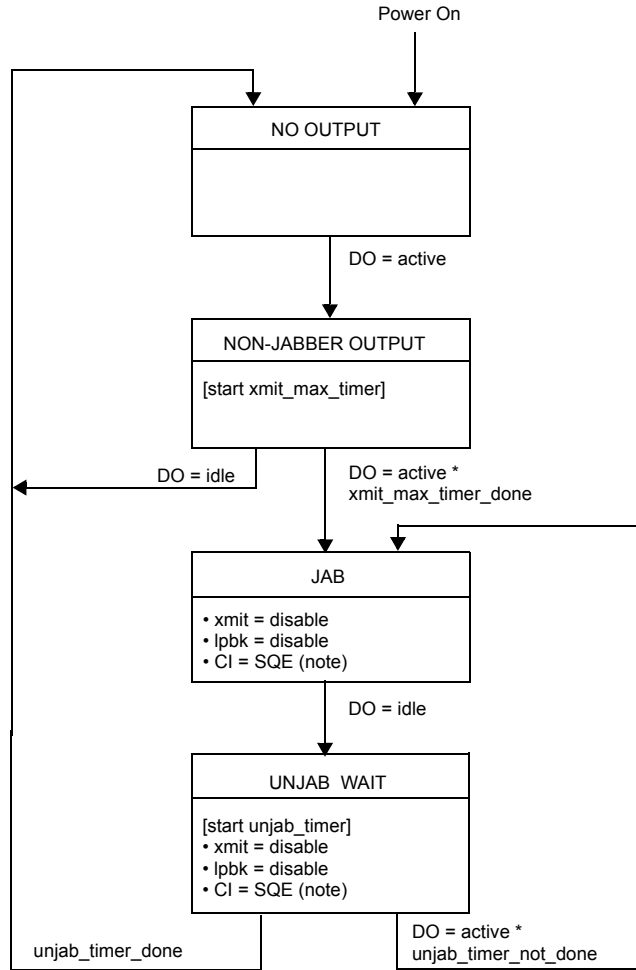 Power On
NO OUTPUT
DO = active
NON-JABBER OUTPUT
[start xmit_max_timer]
DO = idle
DO = active *
xmit_max_timer_done
JAB
• xmit = disable
• lpbk = disable
• CI = SQE (note)
DO = idle
UNJAB WAIT
[start unjab_timer]
• xmit = disable
• lpbk = disable
• CI = SQE (note)
unjab_timer_done
DO = active *
unjab_timer_not_done